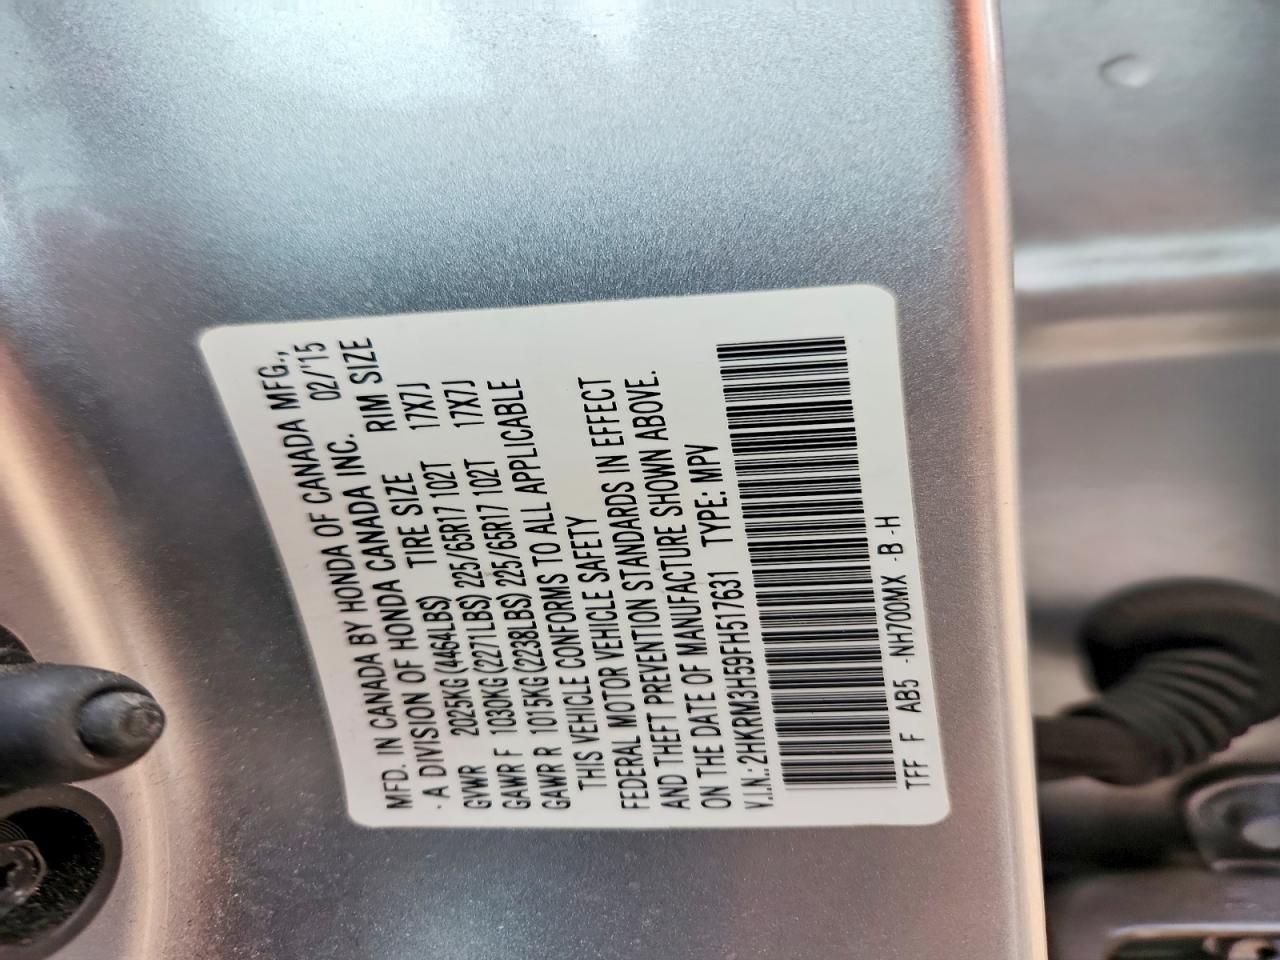 MFD. IN CANADA BY HONDA OF CANADA MFG.,
- A DIVISION OF HONDA CANADA INC. 02/'15
GVWR 2025KG (4464LBS) TIRE SIZE RIM SIZE
GAWR F 1030KG (2271LBS) 225/65R17 102T 17X7J
GAWR R 1015KG (2238LBS) 225/65R17 102T 17X7J
THIS VEHICLE CONFORMS TO ALL APPLICABLE
FEDERAL MOTOR VEHICLE SAFETY
AND THEFT PREVENTION STANDARDS IN EFFECT
ON THE DATE OF MANUFACTURE SHOWN ABOVE.
V.I.N.: 2HKRM3H59FH517631 TYPE: MPV
TFF F AB5 -NH700MX -B -H